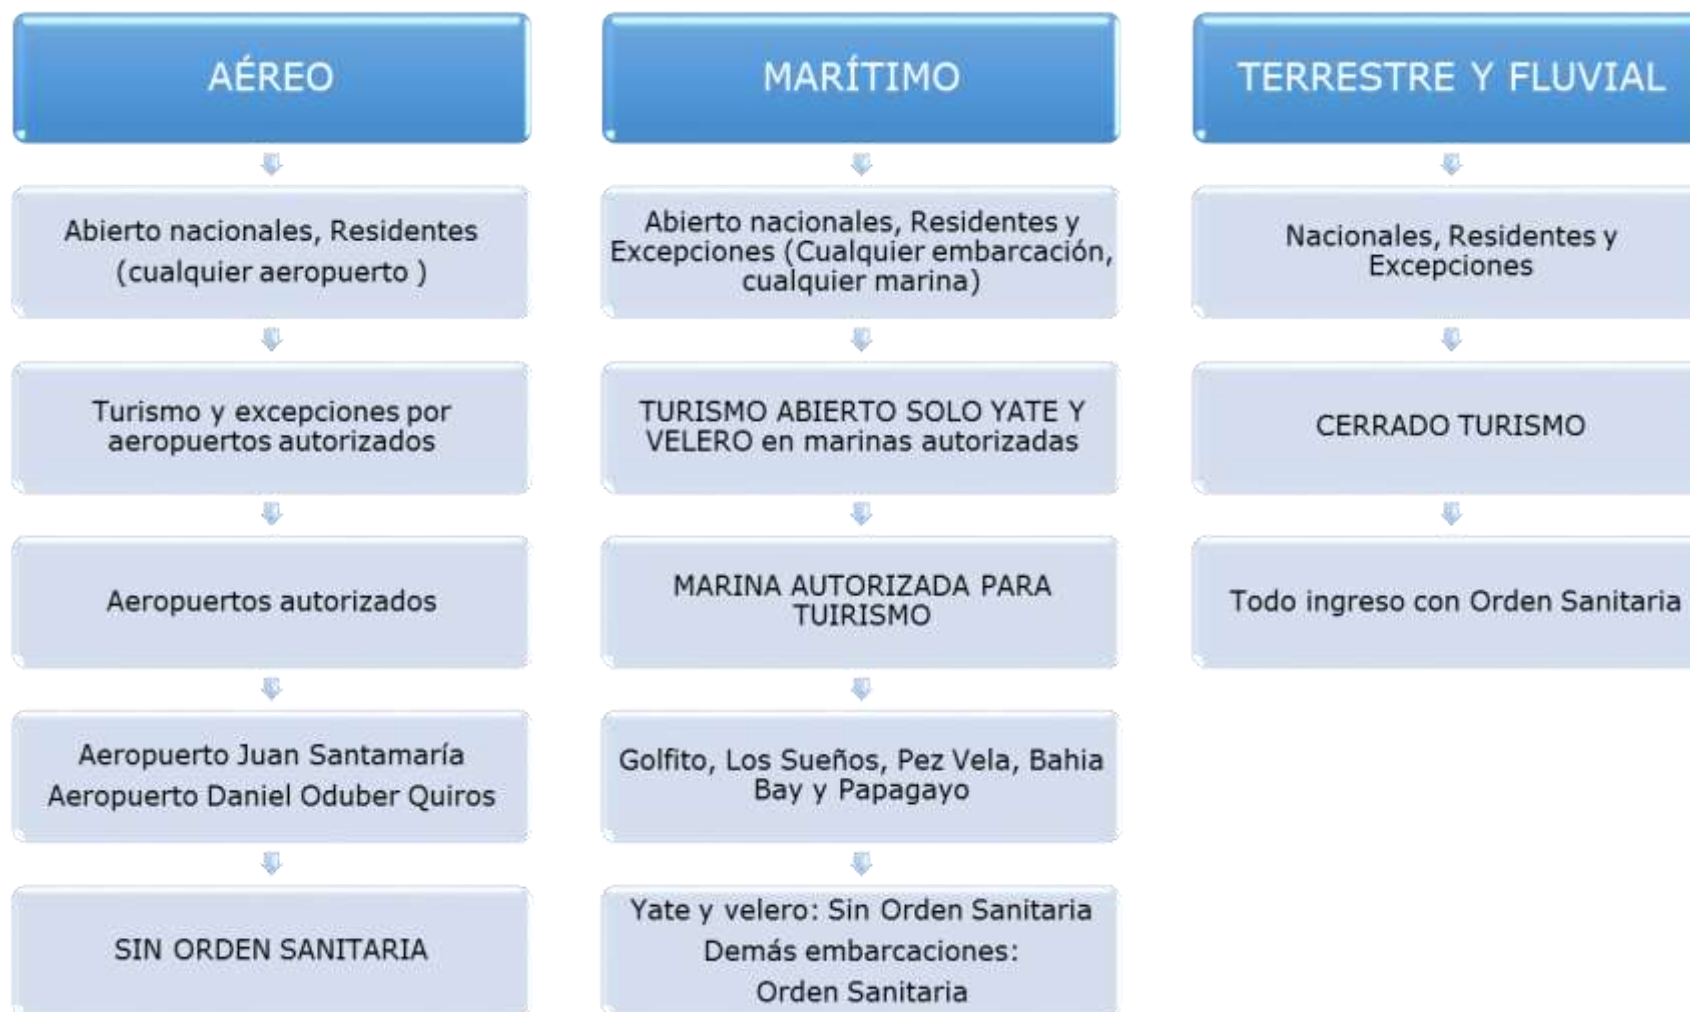 AÉREO
Abierto nacionales, Residentes
(cualquier aeropuerto )
Turismo y excepciones por
aeropuertos autorizados
Aeropuertos autorizados
Aeropuerto Juan Santamaría
Aeropuerto Daniel Oduber Quiros
SIN ORDEN SANITARIA
MARÍTIMO
Abierto nacionales, Residentes y
Excepciones (Cualquier embarcación,
cualquier marina)
TURISMO ABIERTO SOLO YATE Y
VELERO en marinas autorizadas
MARINA AUTORIZADA PARA
TUIRISMO
Golfito, Los Sueños, Pez Vela, Bahia
Bay y Papagayo
Yate y velero: Sin Orden Sanitaria
Demás embarcaciones:
Orden Sanitaria
TERRESTRE Y FLUVIAL
Nacionales, Residentes y
Excepciones
CERRADO TURISMO
Todo ingreso con Orden Sanitaria